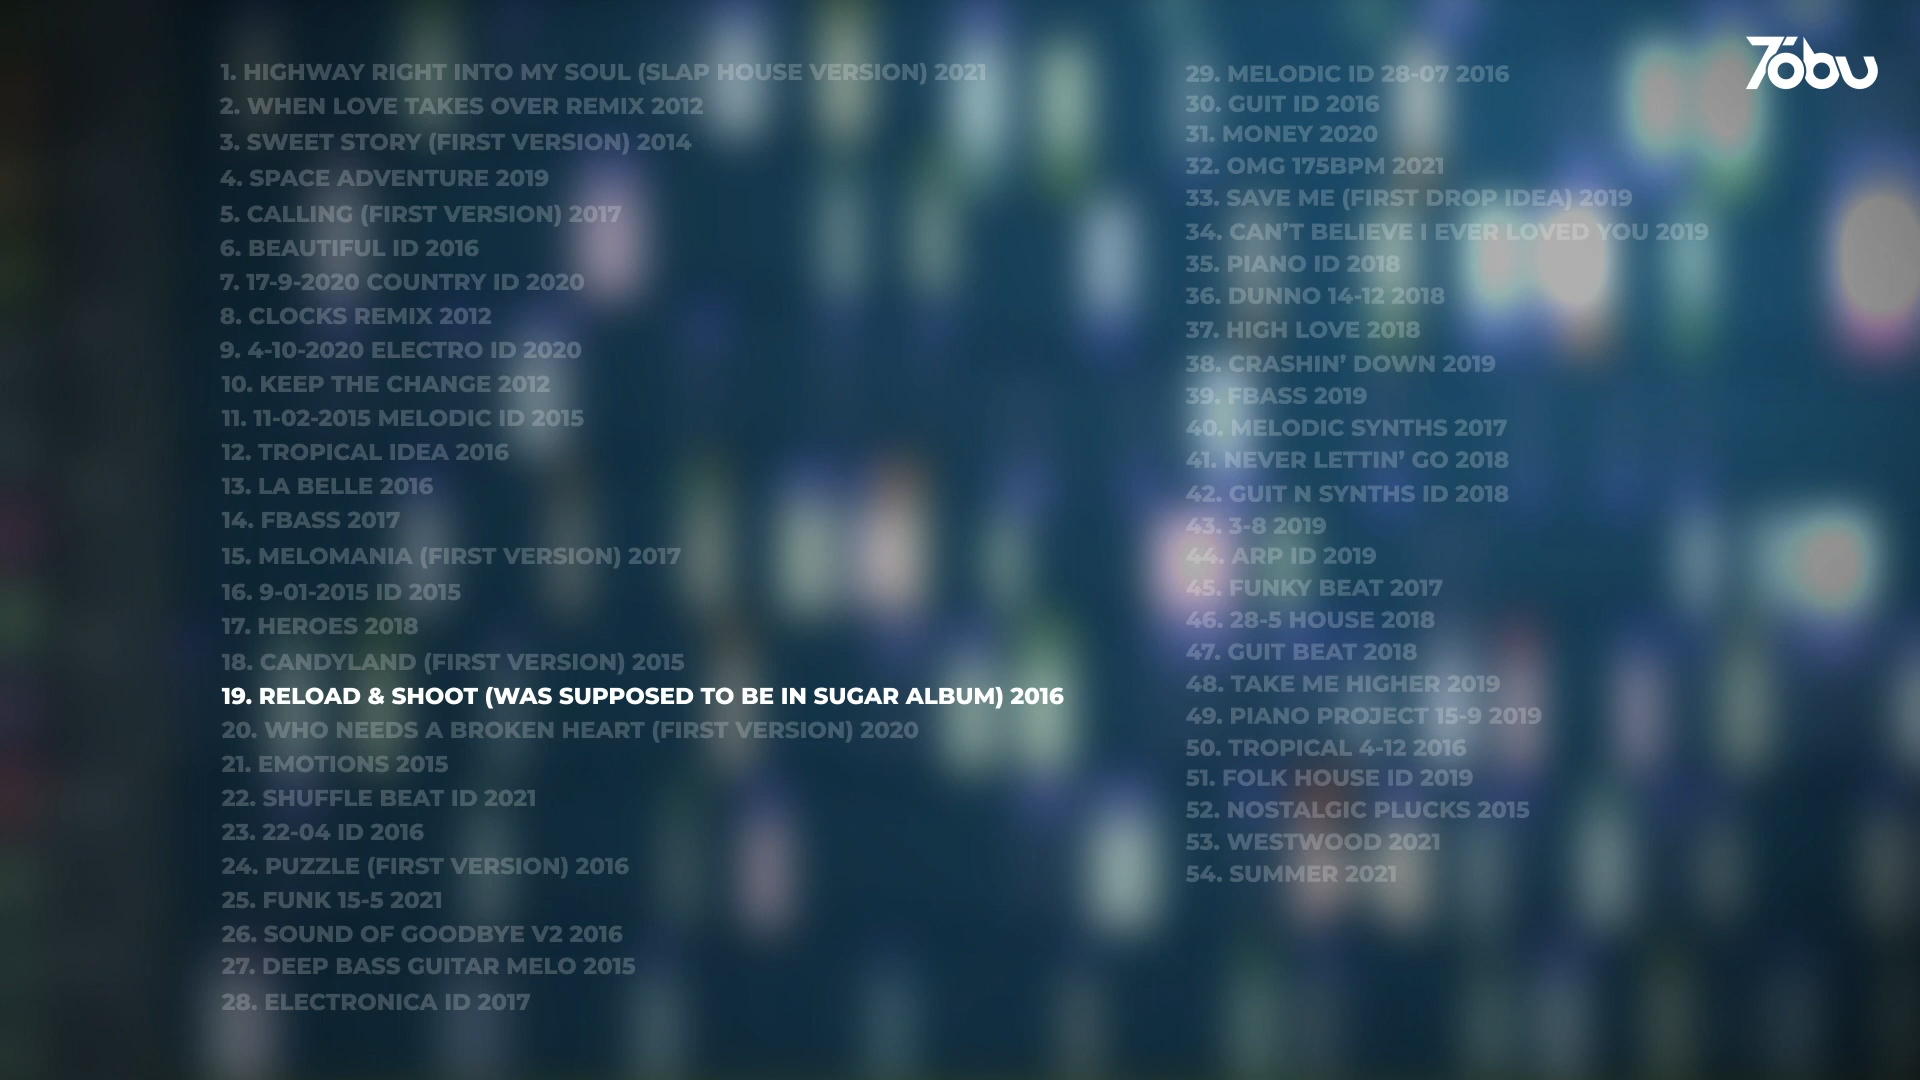 1. HIGHWAY RIGHT INTO MY SOUL (SLAP HOUSE VERSION) 2021
2. WHEN LOVE TAKES OVER REMIX 2012
3. SWEET STORY (FIRST VERSION) 2014
4. SPACE ADVENTURE 2019
5. CALLING (FIRST VERSION) 2017
6. BEAUTIFUL ID 2016
7. 17-9-2020 COUNTRY ID 2020
8. CLOCKS REMIX 2012
9. 4-10-2020 ELECTRO ID 2020
10. KEEP THE CHANGE 2012
11. 11-02-2015 MELODIC ID 2015
12. TROPICAL IDEA 2016
13. LA BELLE 2016
14. FBASS 2017
15. MELOMANIA (FIRST VERSION) 2017
16. 9-01-2015 ID 2015
17. HEROES 2018
18. CANDYLAND (FIRST VERSION) 2015
19. RELOAD & SHOOT (WAS SUPPOSED TO BE IN SUGAR ALBUM) 2016
20. WHO NEEDS A BROKEN HEART (FIRST VERSION) 2020
21. EMOTIONS 2015
22. SHUFFLE BEAT ID 2021
23. 22-04 ID 2016
24. PUZZLE (FIRST VERSION) 2016
25. FUNK 15-5 2021
26. SOUND OF GOODBYE V2 2016
27. DEEP BASS GUITAR MELO 2015
28. ELECTRONICA ID 2017
29. MELODIC ID 28-07 2016
30. GUIT ID 2016
31. MONEY 2020
32. OMG 175BPM 2021
33. SAVE ME (FIRST DROP IDEA) 2019
34. CAN’T BELIEVE I EVER LOVED YOU 2019
35. PIANO ID 2018
36. DUNNO 14-12 2018
37. HIGH LOVE 2018
38. CRASHIN’ DOWN 2019
39. FBASS 2019
40. MELODIC SYNTHS 2017
41. NEVER LETTIN’ GO 2018
42. GUIT N SYNTHS ID 2018
43. 3-8 2019
44. ARP ID 2019
45. FUNKY BEAT 2017
46. 28-5 HOUSE 2018
47. GUIT BEAT 2018
48. TAKE ME HIGHER 2019
49. PIANO PROJECT 15-9 2019
50. TROPICAL 4-12 2016
51. FOLK HOUSE ID 2019
52. NOSTALGIC PLUCKS 2015
53. WESTWOOD 2021
54. SUMMER 2021
Tobu